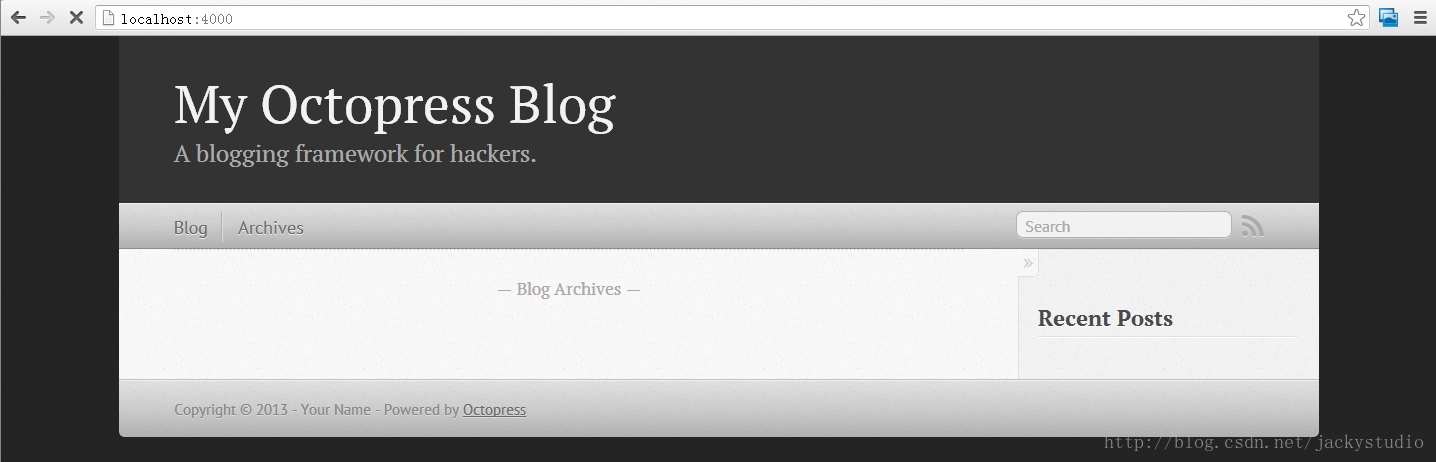 localhost:4000
My Octopress Blog
A blogging framework for hackers.
Blog Archives Search
»
— Blog Archives —
Recent Posts
Copyright © 2013 - Your Name - Powered by Octopress
http://blog.csdn.net/jackystudio